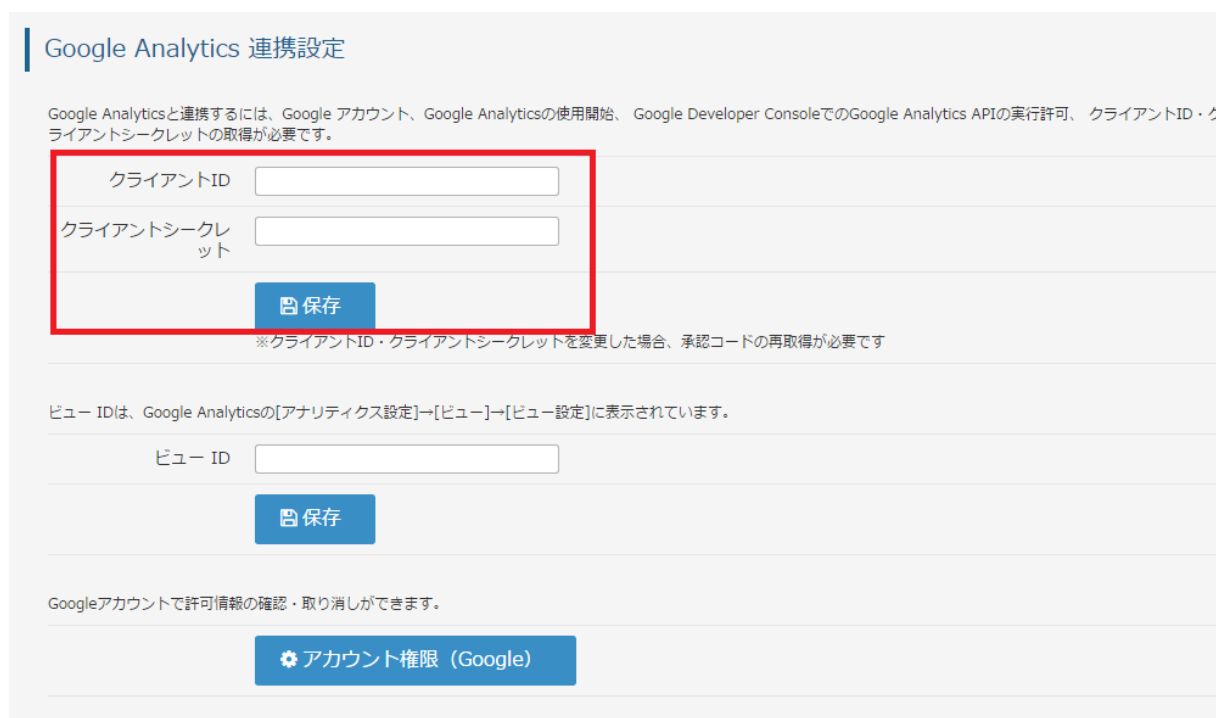 Google Analytics 連携設定
Google Analyticsと連携するには、Google アカウント、Google Analyticsの使用開始、 Google Developer ConsoleでのGoogle Analytics APIの実行許可、 クライアントID・ク
ライアントシークレットの取得が必要です。
クライアントID
クライアントシークレ
ット
保存
※クライアントID・クライアントシークレットを変更した場合、承認コードの再取得が必要です
ビュー IDは、Google Analyticsの[アナリティクス設定]→[ビュー]→[ビュー設定]に表示されています。
ビュー ID
保存
Googleアカウントで許可情報の確認・取り消しができます。
アカウント権限（Google）